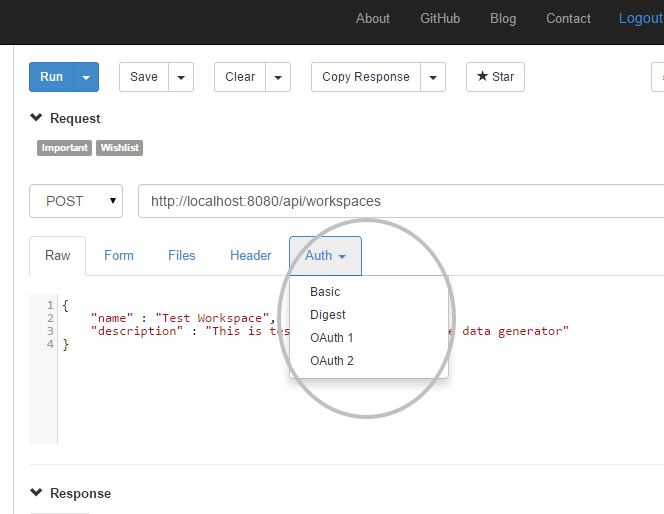 About GitHub Blog Contact Logout
Run Save Clear Copy Response ★ Star
Request
Important Wishlist
POST http://localhost:8080/api/workspaces
Raw Form Files Header Auth
1 {
2 "name" : "Test Workspace",
3 "description" : "This is tes e data generator"
4 }
Basic
Digest
OAuth 1
OAuth 2
Response